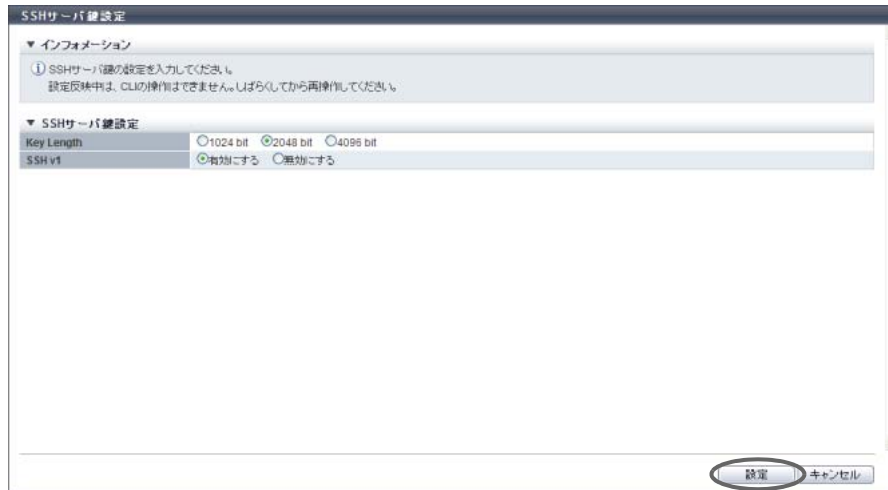 SSHサーバ鍵設定
▼ インフォメーション
SSHサーバ鍵の設定を入力してください。
設定反映中は、CLIの操作はできません。しばらくしてから再操作してください。
▼ SSHサーバ鍵設定
Key Length 1024 bit 2048 bit 4096 bit
SSH v1 有効にする 無効にする
設定 キャンセル